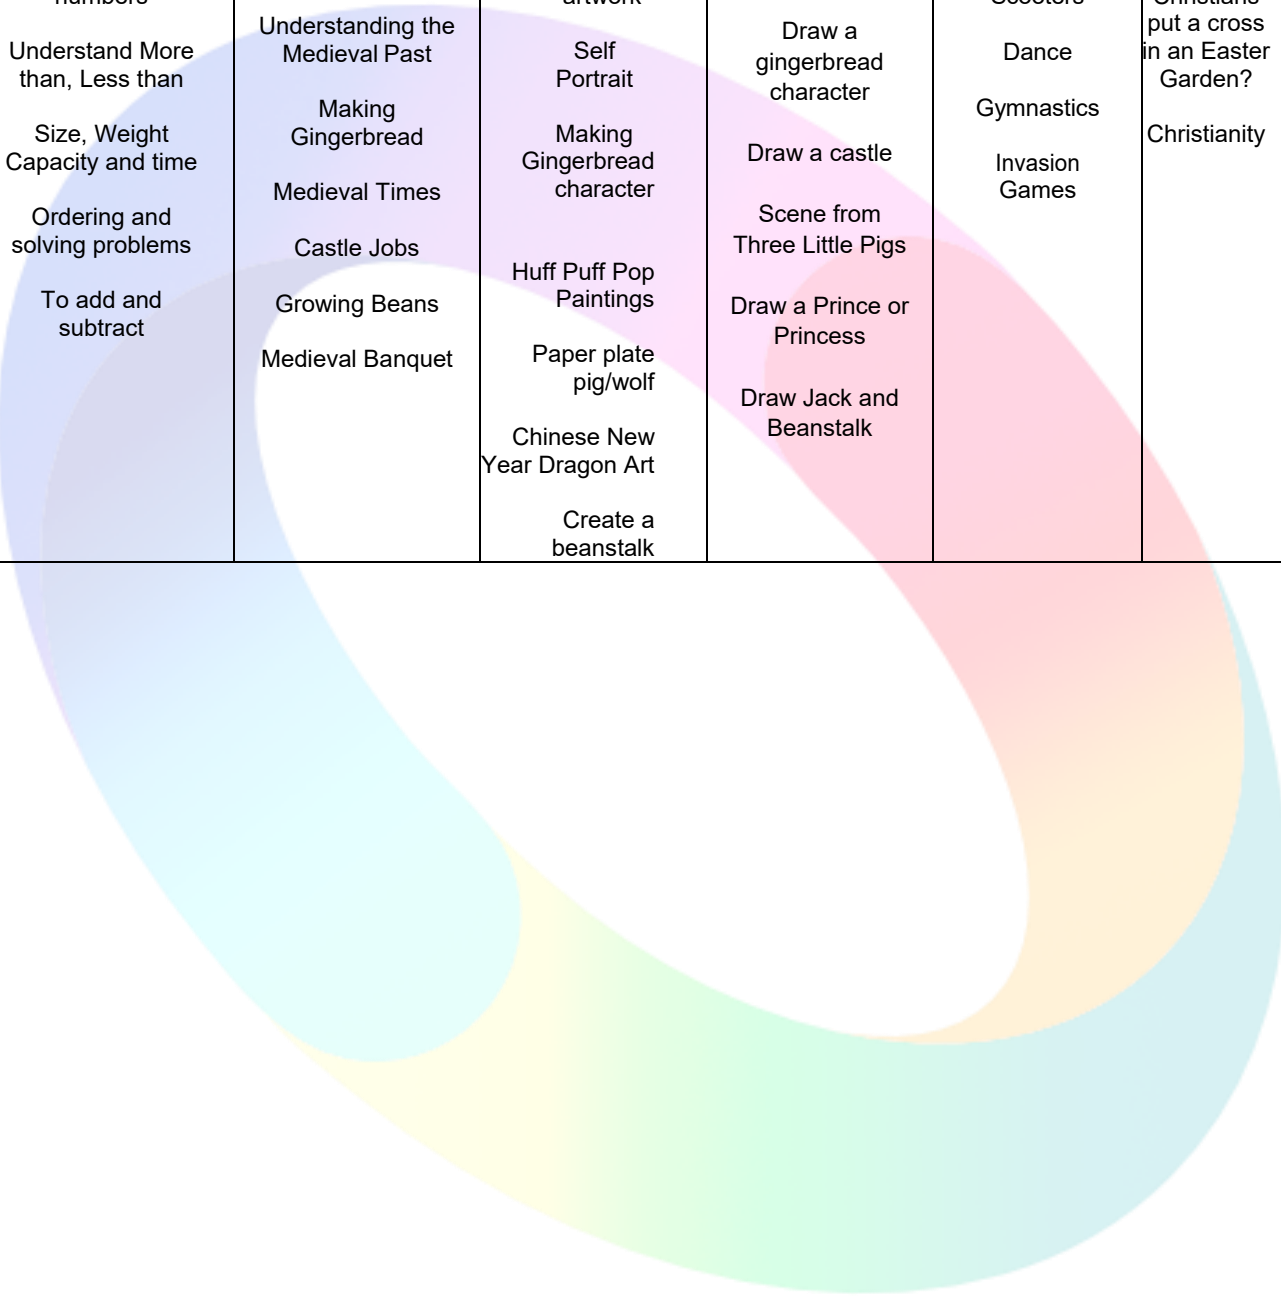 numbers
Understand More
than, Less than
Size, Weight
Capacity and time
Ordering and
solving problems
To add and
subtract
Understanding the
Medieval Past
Making
Gingerbread
Medieval Times
Castle Jobs
Growing Beans
Medieval Banquet
artwork
Self
Portrait
Making
Gingerbread
character
Huff Puff Pop
Paintings
Paper plate
pig/wolf
Chinese New
Year Dragon Art
Create a
beanstalk
Draw a
gingerbread
character
Draw a castle
Scene from
Three Little Pigs
Draw a Prince or
Princess
Draw Jack and
Beanstalk
Scooters
Dance
Gymnastics
Invasion
Games
Christians
put a cross
in an Easter
Garden?
Christianity